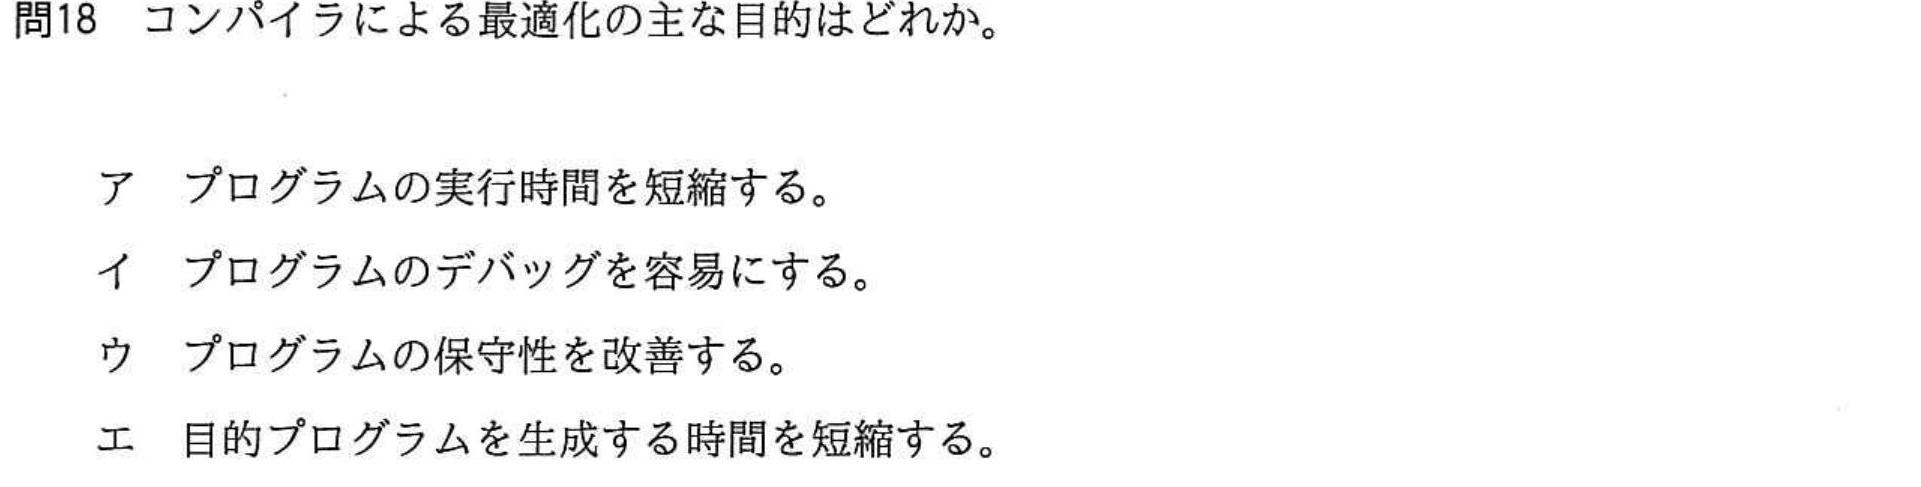 問18　コンパイラによる最適化の主な目的はどれか。
ア　プログラムの実行時間を短縮する。
イ　プログラムのデバッグを容易にする。
ウ　プログラムの保守性を改善する。
エ　目的プログラムを生成する時間を短縮する。